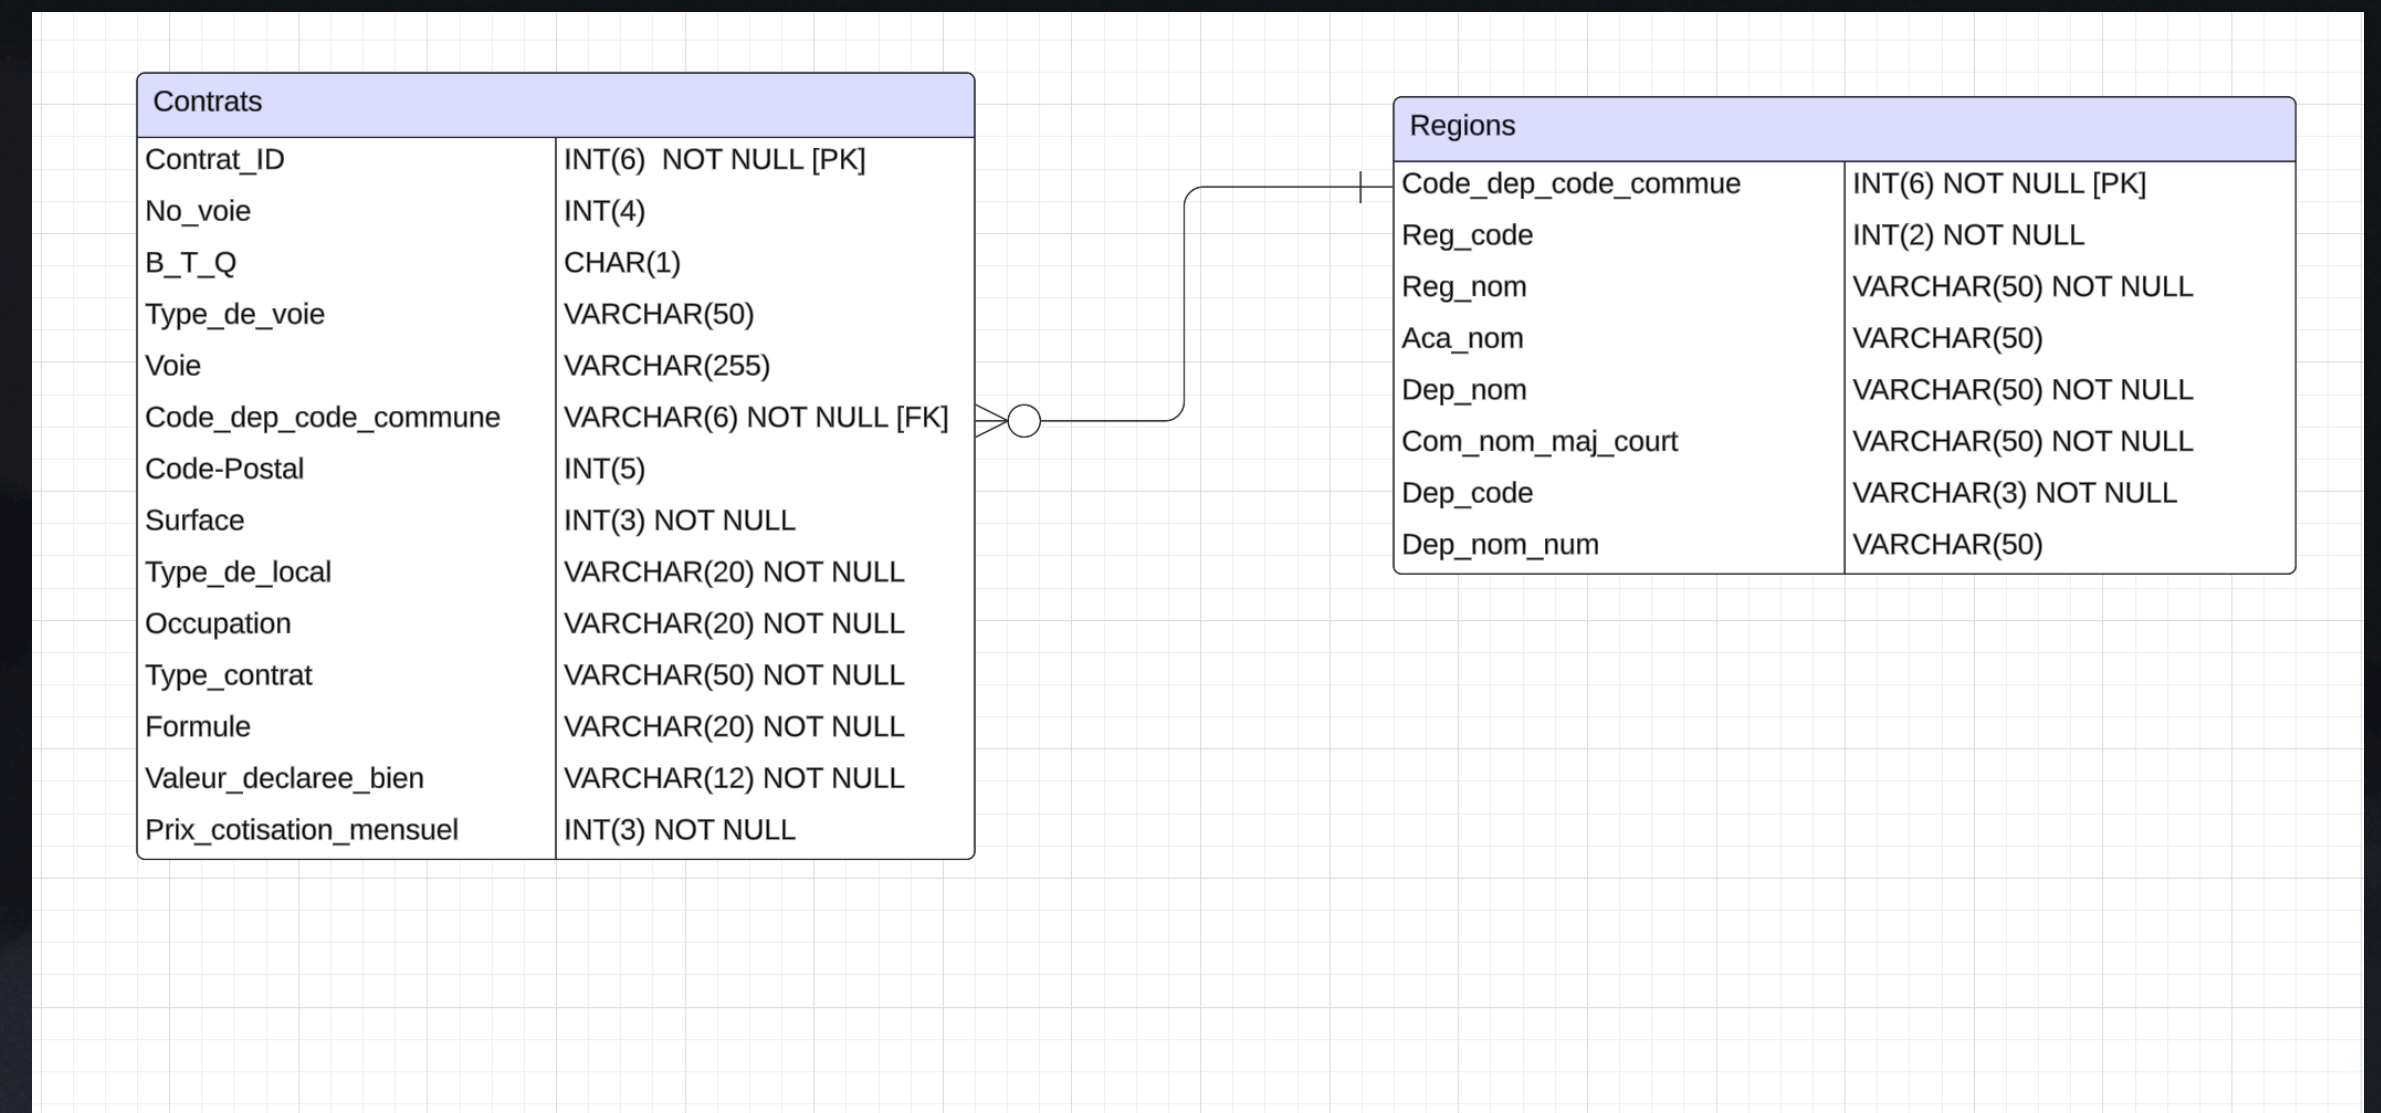 Contrats
Contrat_ID INT(6) NOT NULL [PK]
No_voie INT(4)
B_T_Q CHAR(1)
Type_de_voie VARCHAR(50)
Voie VARCHAR(255)
Code_dep_code_commune VARCHAR(6) NOT NULL [FK]
Code-Postal INT(5)
Surface INT(3) NOT NULL
Type_de_local VARCHAR(20) NOT NULL
Occupation VARCHAR(20) NOT NULL
Type_contrat VARCHAR(50) NOT NULL
Formule VARCHAR(20) NOT NULL
Valeur_declaree_bien VARCHAR(12) NOT NULL
Prix_cotisation_mensuel INT(3) NOT NULL
Regions
Code_dep_code_commue INT(6) NOT NULL [PK]
Reg_code INT(2) NOT NULL
Reg_nom VARCHAR(50) NOT NULL
Aca_nom VARCHAR(50)
Dep_nom VARCHAR(50) NOT NULL
Com_nom_maj_court VARCHAR(50) NOT NULL
Dep_code VARCHAR(3) NOT NULL
Dep_nom_num VARCHAR(50)